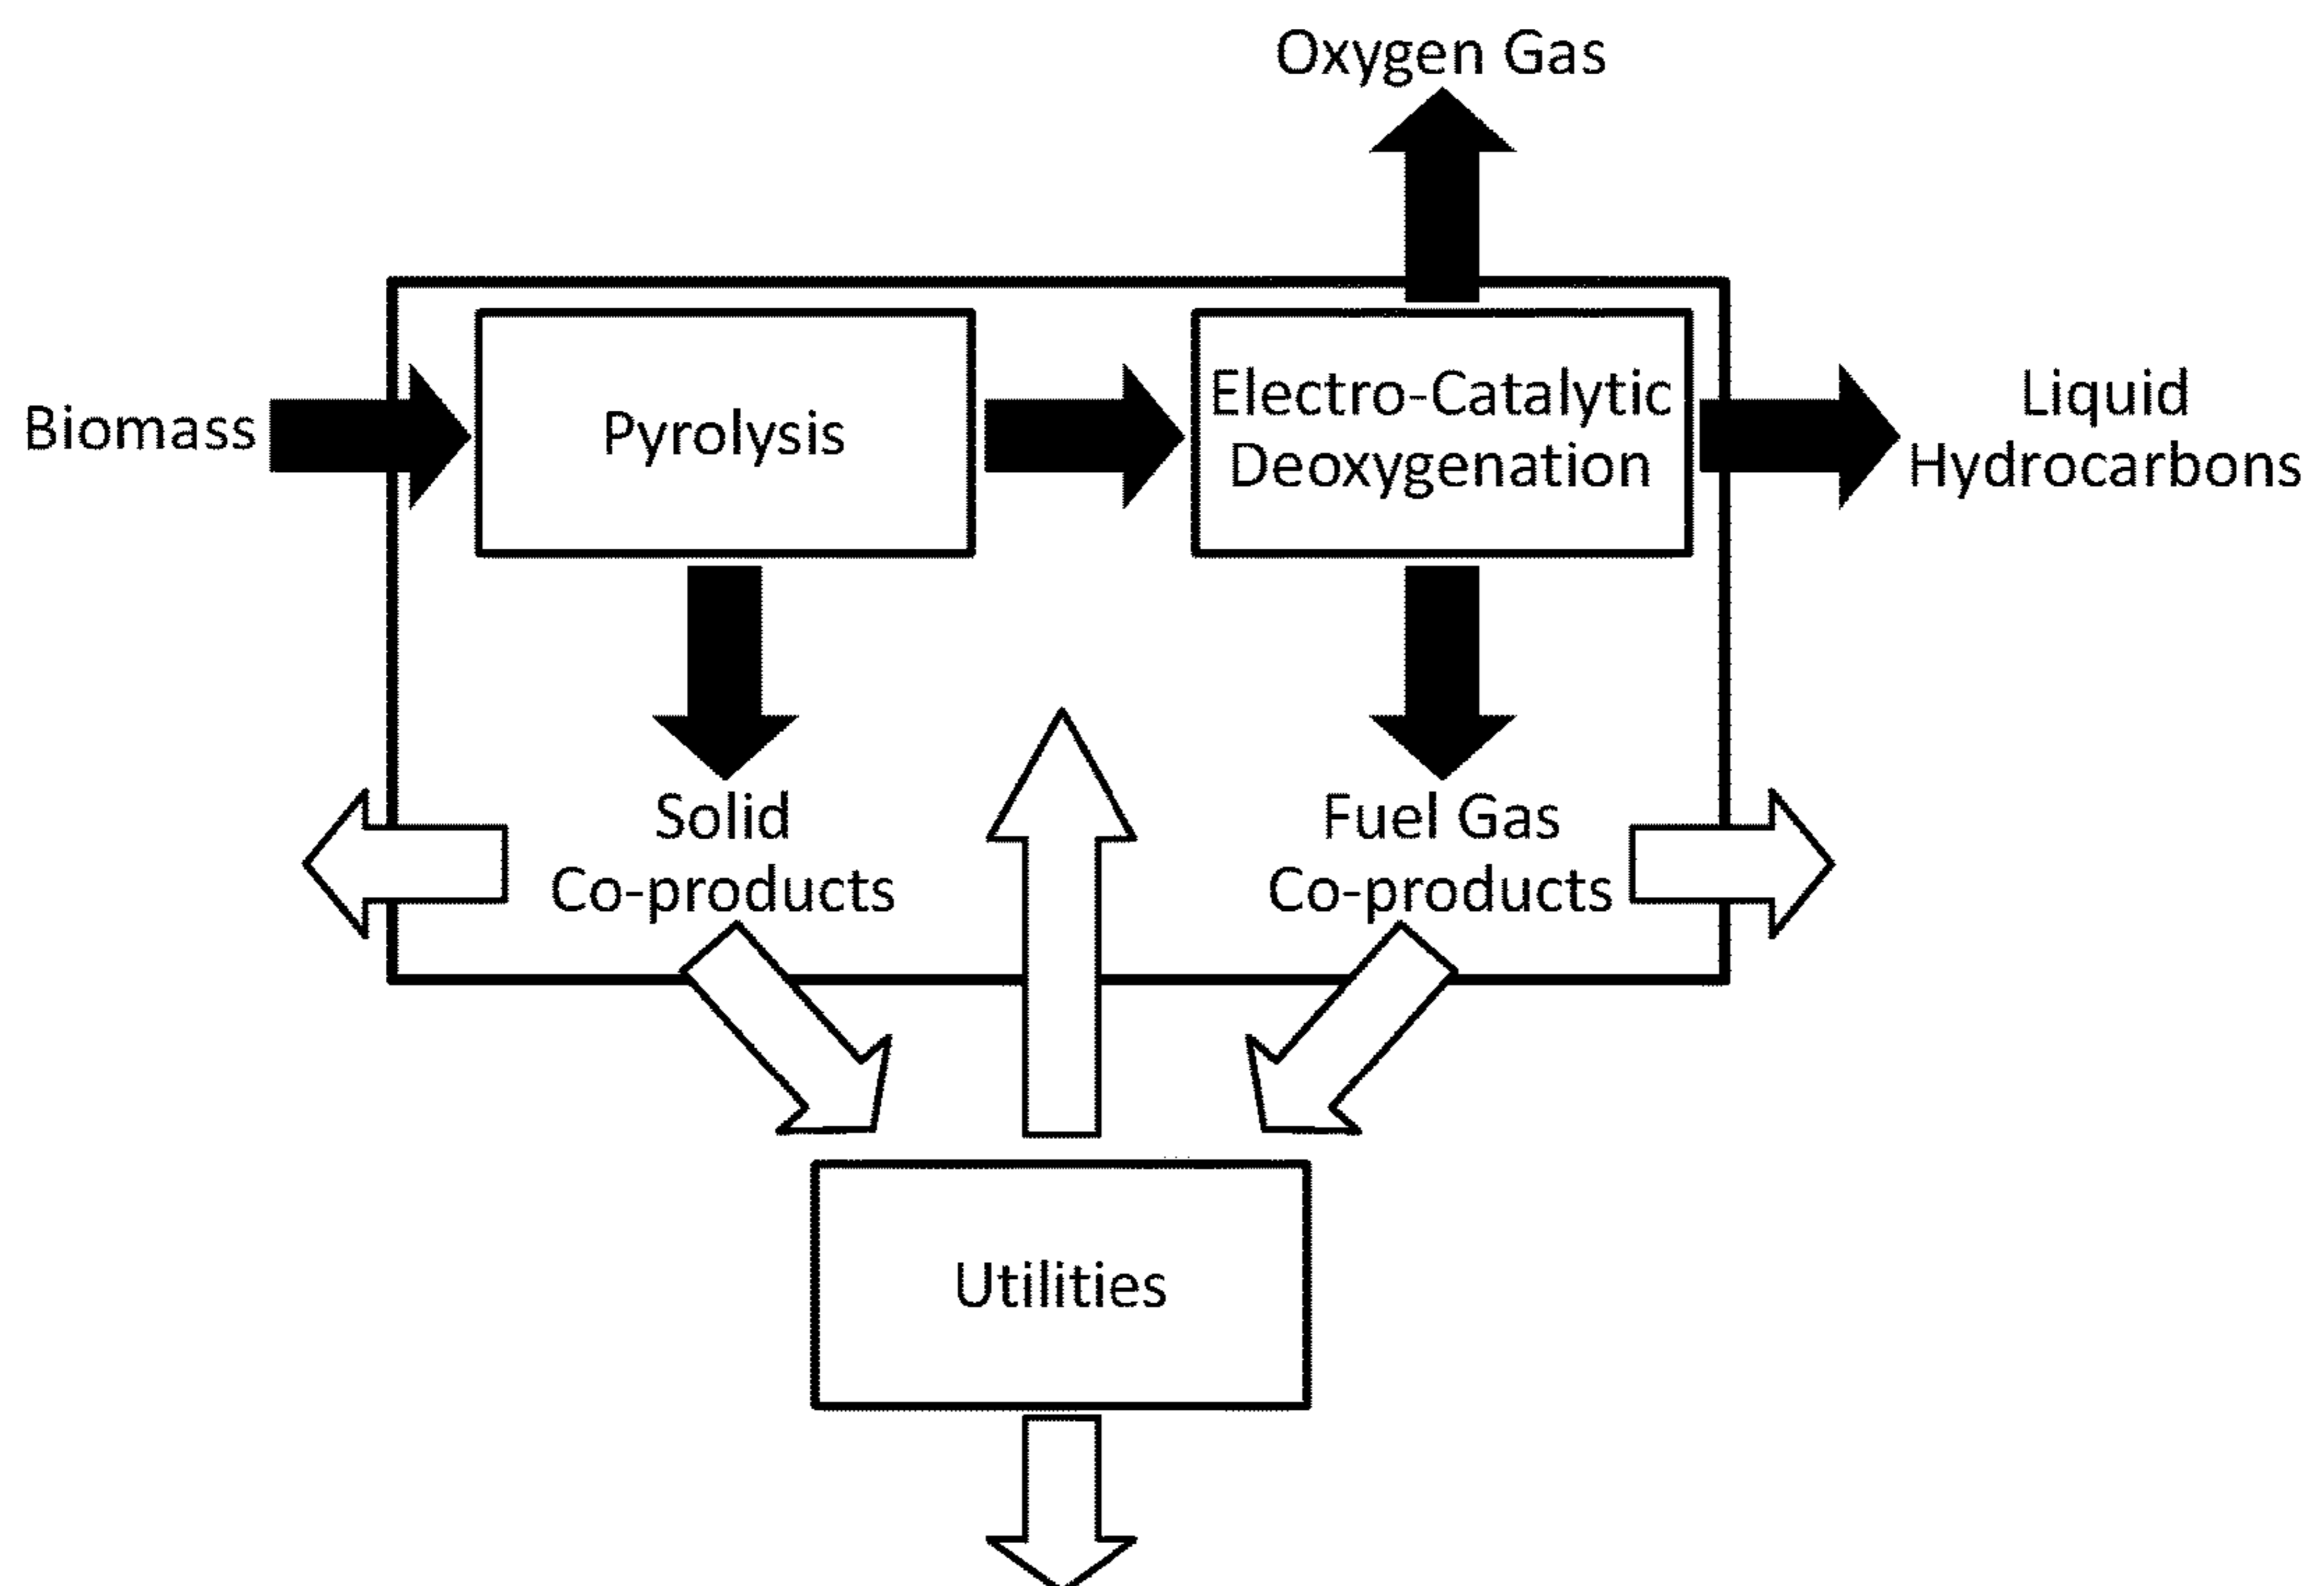 Oxygen Gas
Biomass
Pyrolysis
Electro-Catalytic
Deoxygenation
Liquid
Hydrocarbons
Solid
Co-products
Fuel Gas
Co-products
Utilities